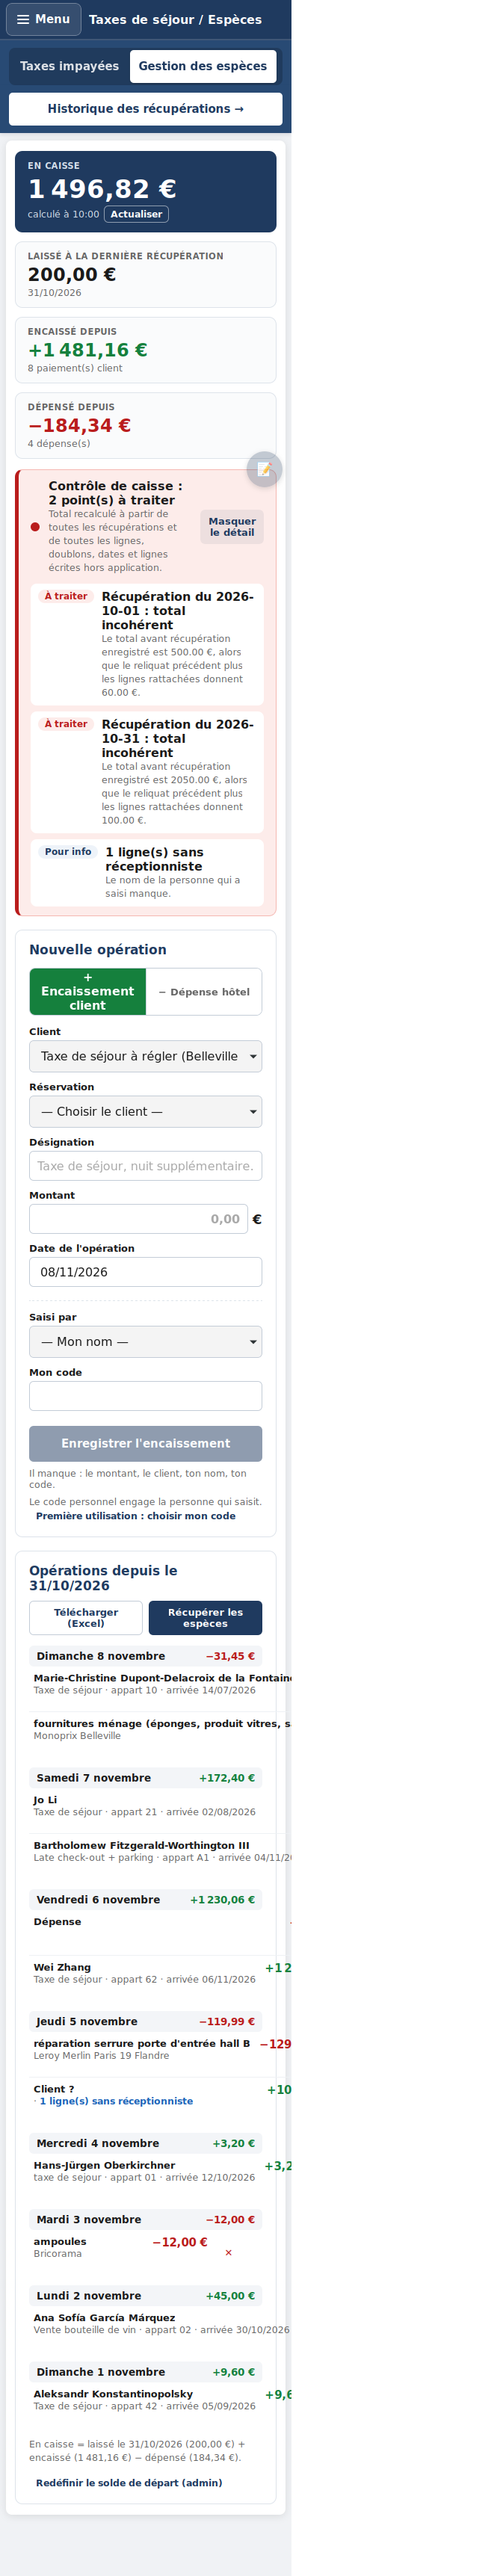 Menu
Taxes de séjour / Espèces
Taxes impayées
Gestion des espèces
Historique des récupérations →
EN CAISSE
1 496,82 €
calculé à 10:00 Actualiser
LAISSÉ À LA DERNIÈRE RÉCUPÉRATION
200,00 €
31/10/2026
ENCAISSÉ DEPUIS
+1 481,16 €
8 paiement(s) client
DÉPENSÉ DEPUIS
−184,34 €
4 dépense(s)
Contrôle de caisse :
2 point(s) à traiter
Total recalculé à partir de
toutes les récupérations et
de toutes les lignes,
doublons, dates et lignes
écrites hors application.
Masquer
le détail
À traiter
Récupération du 2026-
10-01 : total
incohérent
Le total avant récupération
enregistré est 500.00 €, alors
que le reliquat précédent plus
les lignes rattachées donnent
60.00 €.
À traiter
Récupération du 2026-
10-31 : total
incohérent
Le total avant récupération
enregistré est 2050.00 €, alors
que le reliquat précédent plus
les lignes rattachées donnent
100.00 €.
Pour info
1 ligne(s) sans
réceptionniste
Le nom de la personne qui a
saisi manque.
Nouvelle opération
+
Encaissement
client
− Dépense hôtel
Client
Taxe de séjour à régler (Belleville
Réservation
— Choisir le client —
Désignation
Taxe de séjour, nuit supplémentaire.
Montant
0,00 €
Date de l'opération
08/11/2026
Saisi par
— Mon nom —
Mon code
Enregistrer l'encaissement
Il manque : le montant, le client, ton nom, ton
code.
Le code personnel engage la personne qui saisit.
Première utilisation : choisir mon code
Opérations depuis le
31/10/2026
Télécharger
(Excel)
Récupérer les
espèces
Dimanche 8 novembre −31,45 €
Marie-Christine Dupont-Delacroix de la Fontaine
Taxe de séjour · appart 10 · arrivée 14/07/2026
fournitures ménage (éponges, produit vitres, s
Monoprix Belleville
Samedi 7 novembre +172,40 €
Jo Li
Taxe de séjour · appart 21 · arrivée 02/08/2026
Bartholomew Fitzgerald-Worthington III
Late check-out + parking · appart A1 · arrivée 04/11/20
Vendredi 6 novembre +1 230,06 €
Dépense
Wei Zhang +1 2
Taxe de séjour · appart 62 · arrivée 06/11/2026
Jeudi 5 novembre −119,99 €
réparation serrure porte d'entrée hall B −129
Leroy Merlin Paris 19 Flandre
Client ? +10
· 1 ligne(s) sans réceptionniste
Mercredi 4 novembre +3,20 €
Hans-Jürgen Oberkirchner +3,2
taxe de sejour · appart 01 · arrivée 12/10/2026
Mardi 3 novembre −12,00 €
ampoules −12,00 €
Bricorama ×
Lundi 2 novembre +45,00 €
Ana Sofía García Márquez
Vente bouteille de vin · appart 02 · arrivée 30/10/2026
Dimanche 1 novembre +9,60 €
Aleksandr Konstantinopolsky +9,6
Taxe de séjour · appart 42 · arrivée 05/09/2026
En caisse = laissé le 31/10/2026 (200,00 €) +
encaissé (1 481,16 €) − dépensé (184,34 €).
Redéfinir le solde de départ (admin)